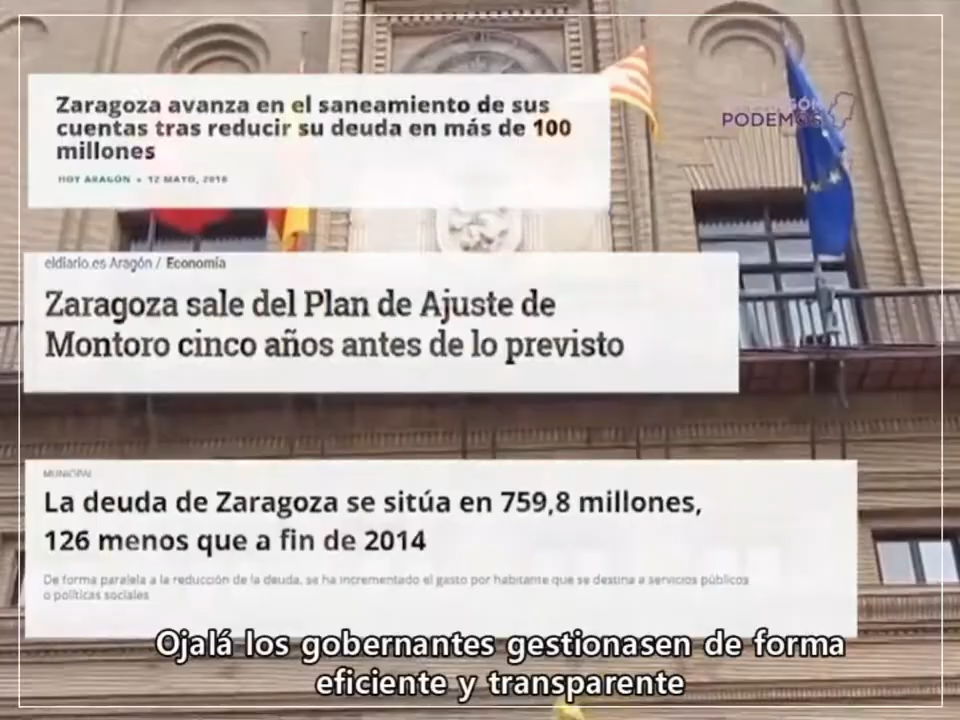 Zaragoza avanza en el saneamiento de sus
cuentas tras reducir su deuda en más de 100
millones
HOY ARAGÓN • 12 MAYO, 2018
PODEMOS
eldiario.es Aragón / Economía
Zaragoza sale del Plan de Ajuste de
Montoro cinco años antes de lo previsto
MUNICIPAL
La deuda de Zaragoza se sitúa en 759,8 millones,
126 menos que a fin de 2014
De forma paralela a la reducción de la deuda, se ha incrementado el gasto por habitante que se destina a servicios públicos
o políticas sociales
Ojalá los gobernantes gestionasen de forma
eficiente y transparente